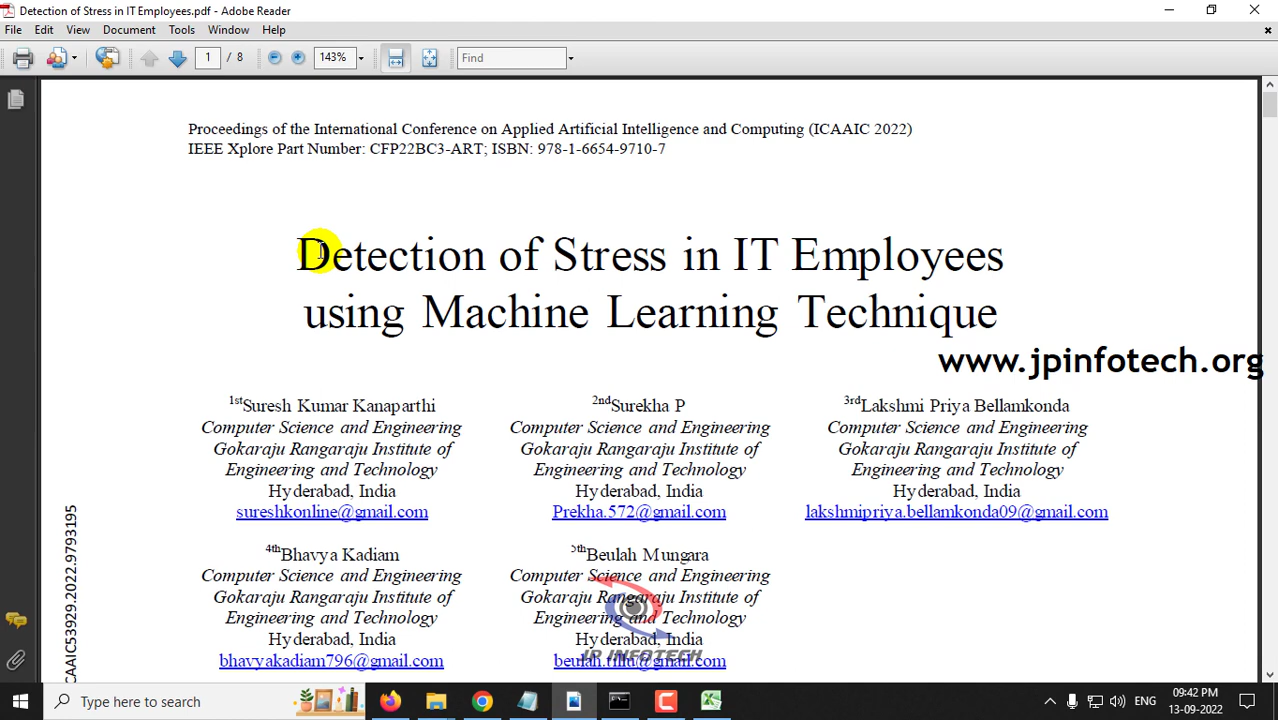 Detection of Stress in IT Employees.pdf - Adobe Reader
File Edit View Document Tools Window Help
1 / 8 143% Find
Proceedings of the International Conference on Applied Artificial Intelligence and Computing (ICAAIC 2022)
IEEE Xplore Part Number: CFP22BC3-ART; ISBN: 978-1-6654-9710-7
Detection of Stress in IT Employees
using Machine Learning Technique
www.jpinfotech.org
1stSuresh Kumar Kanaparthi
Computer Science and Engineering
Gokaraju Rangaraju Institute of
Engineering and Technology
Hyderabad, India
sureshkonline@gmail.com
2ndSurekha P
Computer Science and Engineering
Gokaraju Rangaraju Institute of
Engineering and Technology
Hyderabad, India
Prekha.572@gmail.com
3rdLakshmi Priya Bellamkonda
Computer Science and Engineering
Gokaraju Rangaraju Institute of
Engineering and Technology
Hyderabad, India
lakshmipriya.bellamkonda09@gmail.com
4thBhavya Kadiam
Computer Science and Engineering
Gokaraju Rangaraju Institute of
Engineering and Technology
Hyderabad, India
bhavyakadiam796@gmail.com
5thBeulah Mungara
Computer Science and Engineering
Gokaraju Rangaraju Institute of
Engineering and Technology
Hyderabad, India
beulah.tillu@gmail.com
JP INFOTECH
CAAIC53929.2022.9793195
Type here to search
ENG
09:42 PM
13-09-2022